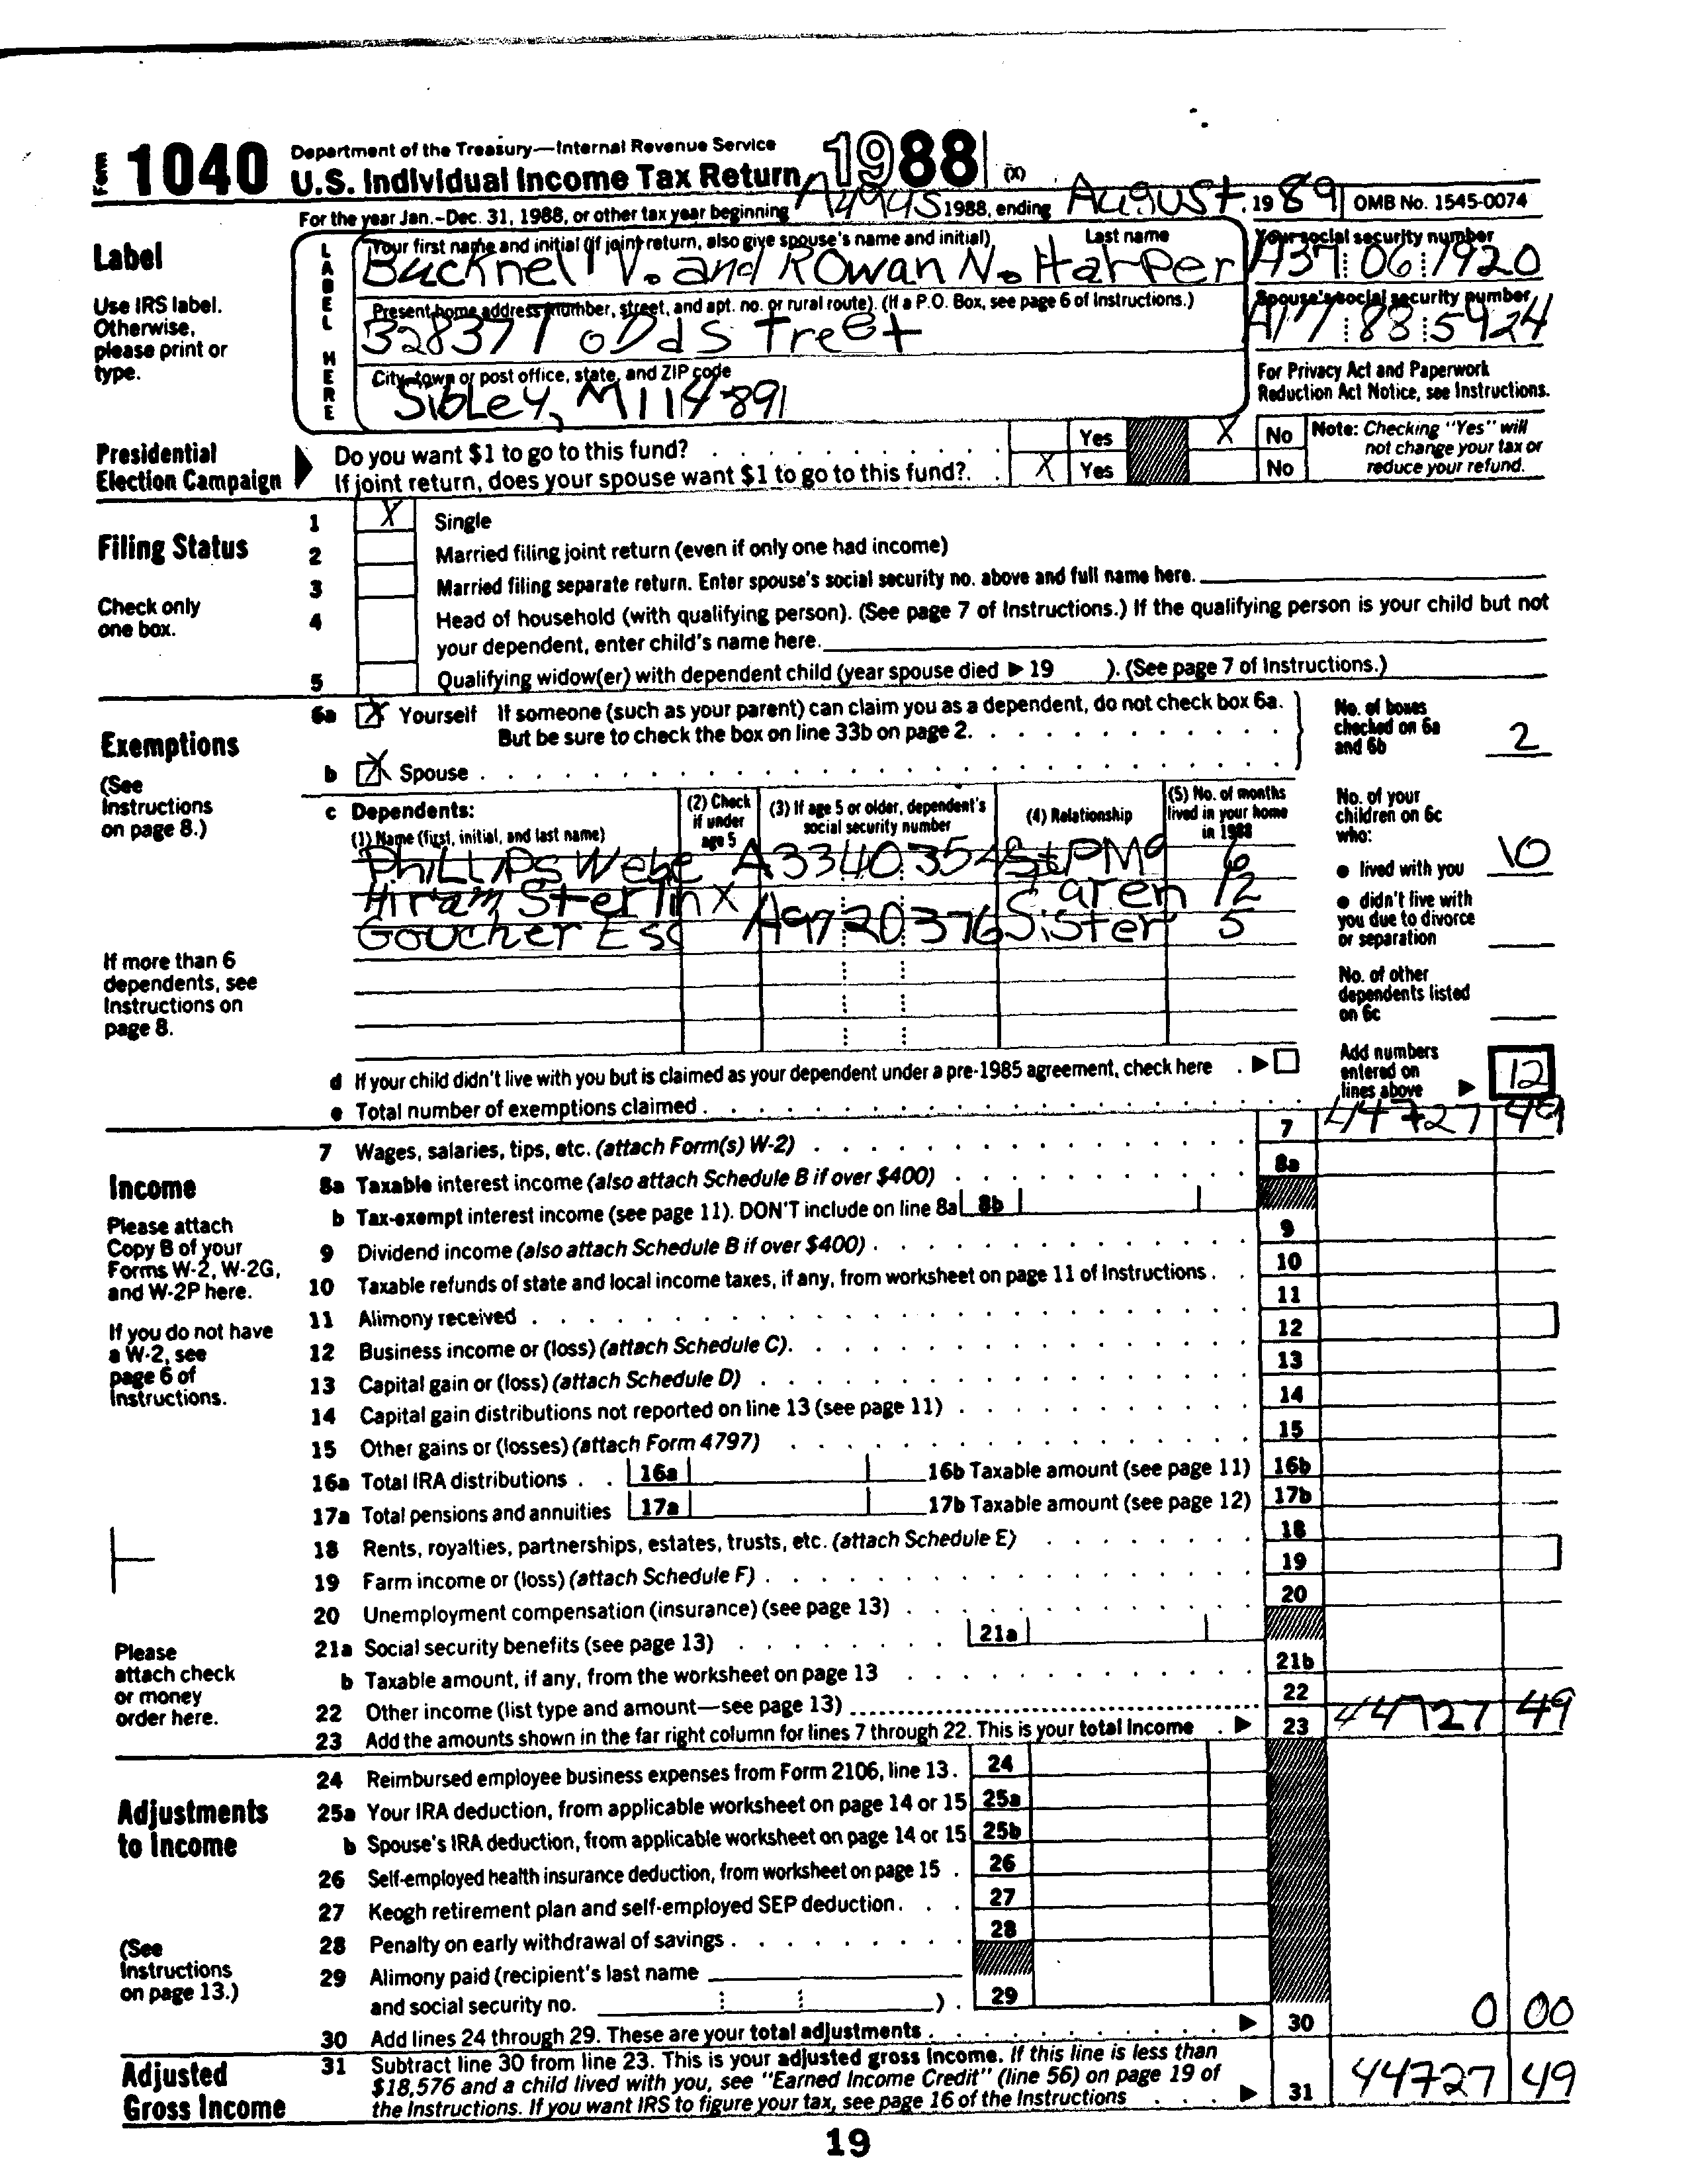 Form 1040 Department of the Treasury—Internal Revenue Service
U.S. Individual Income Tax Return 1988 (X)
For the year Jan.–Dec. 31, 1988, or other tax year beginning 1988, ending August, 19 89 OMB No. 1545-0074
Label
Use IRS label. Otherwise, please print or type.
LABEL HERE
Your first name and initial (if joint return, also give spouse's name and initial) Last name
Bucknell V. and Rowan N. Harper
Your social security number
A37 06 1920
Present home address (number, street, and apt. no. or rural route). (If a P.O. Box, see page 6 of Instructions.)
Spouse's social security number
A17 88 5924
City, town or post office, state, and ZIP code
Sibley, MI 14891
For Privacy Act and Paperwork
Reduction Act Notice, see Instructions.
Presidential
Election Campaign
Do you want $1 to go to this fund? Yes X No
If joint return, does your spouse want $1 to go to this fund? X Yes No
Note: Checking "Yes" will
not change your tax or
reduce your refund.
Filing Status
Check only
one box.
1 X Single
2 Married filing joint return (even if only one had income)
3 Married filing separate return. Enter spouse's social security no. above and full name here.
4 Head of household (with qualifying person). (See page 7 of Instructions.) If the qualifying person is your child but not
your dependent, enter child's name here.
5 Qualifying widow(er) with dependent child (year spouse died ▶ 19 ). (See page 7 of Instructions.)
Exemptions
(See
Instructions
on page 8.)
6a X Yourself If someone (such as your parent) can claim you as a dependent, do not check box 6a.
But be sure to check the box on line 33b on page 2.
b X Spouse
No. of boxes
checked on 6a
and 6b 2
c Dependents:
(1) Name (first, initial, and last name)
(2) Check
if under
age 5
(3) If age 5 or older, dependent's
social security number
(4) Relationship
(5) No. of months
lived in your home
in 1988
Phillips Webe A33 40 354 StPMo 6
Hiram Sterlin X aren 12
Goucher Ess A97 20 376 Sister 5
No. of your
children on 6c
who:
● lived with you 10
● didn't live with
you due to divorce
or separation
No. of other
dependents listed
on 6c
If more than 6
dependents, see
Instructions on
page 8.
d If your child didn't live with you but is claimed as your dependent under a pre-1985 agreement, check here ▶
e Total number of exemptions claimed
Add numbers
entered on
lines above ▶ 12
Income
Please attach
Copy B of your
Forms W-2, W-2G,
and W-2P here.
If you do not have
a W-2, see
page 6 of
Instructions.
Please
attach check
or money
order here.
7 Wages, salaries, tips, etc. (attach Form(s) W-2) 7 44727 49
8a Taxable interest income (also attach Schedule B if over $400) 8a
b Tax-exempt interest income (see page 11). DON'T include on line 8a 8b
9 Dividend income (also attach Schedule B if over $400) 9
10 Taxable refunds of state and local income taxes, if any, from worksheet on page 11 of Instructions 10
11 Alimony received 11
12 Business income or (loss) (attach Schedule C) 12
13 Capital gain or (loss) (attach Schedule D) 13
14 Capital gain distributions not reported on line 13 (see page 11) 14
15 Other gains or (losses) (attach Form 4797) 15
16a Total IRA distributions 16a 16b Taxable amount (see page 11) 16b
17a Total pensions and annuities 17a 17b Taxable amount (see page 12) 17b
18 Rents, royalties, partnerships, estates, trusts, etc. (attach Schedule E) 18
19 Farm income or (loss) (attach Schedule F) 19
20 Unemployment compensation (insurance) (see page 13) 20
21a Social security benefits (see page 13) 21a
b Taxable amount, if any, from the worksheet on page 13 21b
22 Other income (list type and amount—see page 13) 22
23 Add the amounts shown in the far right column for lines 7 through 22. This is your total income ▶ 23 44727 49
Adjustments
to Income
(See
Instructions
on page 13.)
24 Reimbursed employee business expenses from Form 2106, line 13. 24
25a Your IRA deduction, from applicable worksheet on page 14 or 15 25a
b Spouse's IRA deduction, from applicable worksheet on page 14 or 15 25b
26 Self-employed health insurance deduction, from worksheet on page 15 26
27 Keogh retirement plan and self-employed SEP deduction 27
28 Penalty on early withdrawal of savings 28
29 Alimony paid (recipient's last name
and social security no. ) 29
30 Add lines 24 through 29. These are your total adjustments ▶ 30 0 00
Adjusted
Gross Income
31 Subtract line 30 from line 23. This is your adjusted gross income. If this line is less than
$18,576 and a child lived with you, see "Earned Income Credit" (line 56) on page 19 of
the Instructions. If you want IRS to figure your tax, see page 16 of the Instructions ▶ 31 44727 49
19